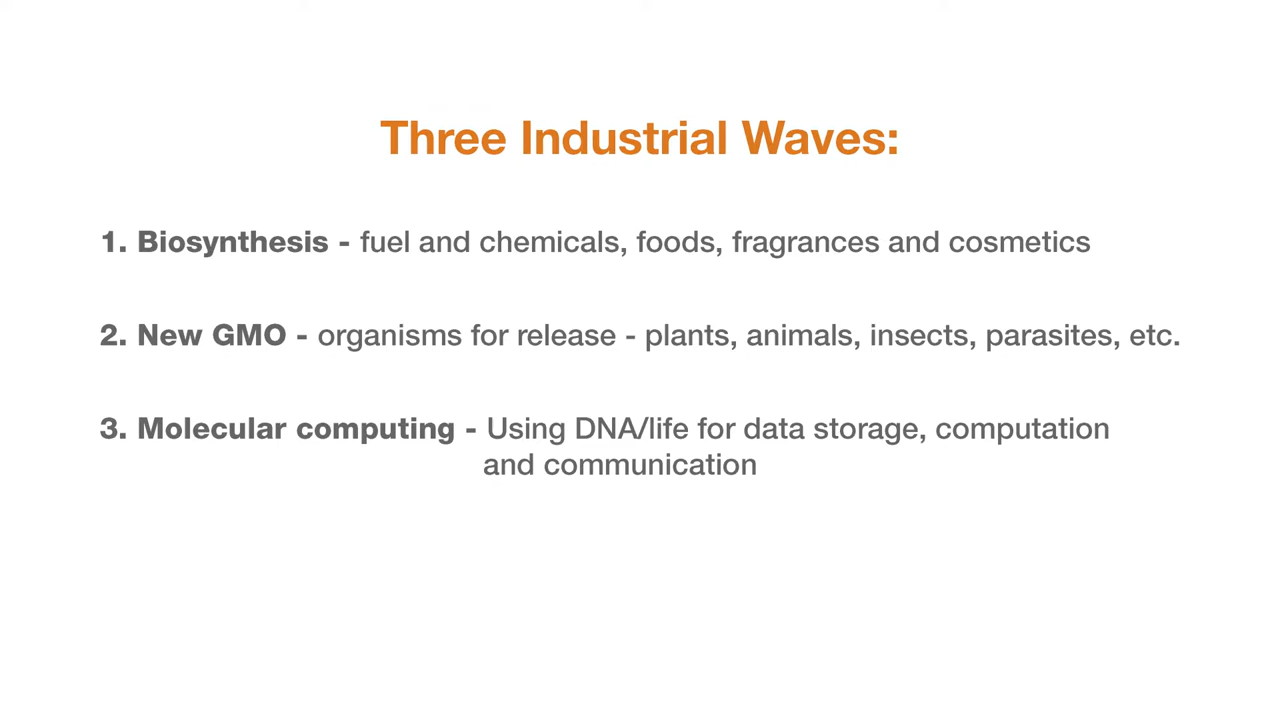 Three Industrial Waves:
1. Biosynthesis - fuel and chemicals, foods, fragrances and cosmetics
2. New GMO - organisms for release - plants, animals, insects, parasites, etc.
3. Molecular computing - Using DNA/life for data storage, computation
and communication